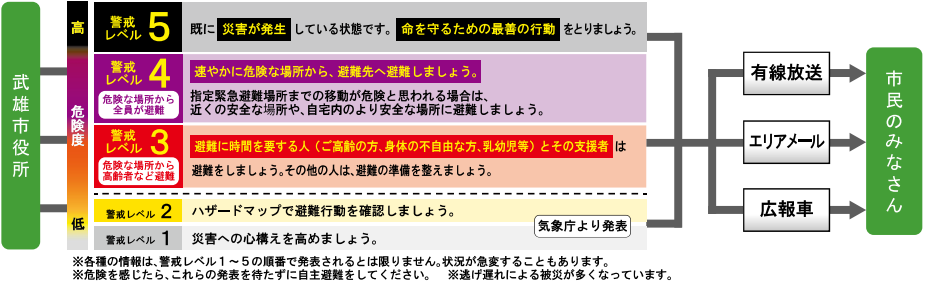 武雄市役所
高
危険度
低
警戒レベル 5
既に 災害が発生 している状態です。 命を守るための最善の行動 をとりましょう。
警戒レベル 4
危険な場所から
全員が避難
速やかに危険な場所から、避難先へ避難しましょう。
指定緊急避難場所までの移動が危険と思われる場合は、
近くの安全な場所や、自宅内のより安全な場所に避難しましょう。
警戒レベル 3
危険な場所から
高齢者など避難
避難に時間を要する人（ご高齢の方、身体の不自由な方、乳幼児等）とその支援者 は
避難をしましょう。その他の人は、避難の準備を整えましょう。
警戒レベル 2
ハザードマップで避難行動を確認しましょう。
警戒レベル 1
災害への心構えを高めましょう。
気象庁より発表
有線放送
エリアメール
広報車
市民のみなさん
※各種の情報は、警戒レベル１～５の順番で発表されるとは限りません。状況が急変することもあります。
※危険を感じたら、これらの発表を待たずに自主避難をしてください。 ※逃げ遅れによる被災が多くなっています。